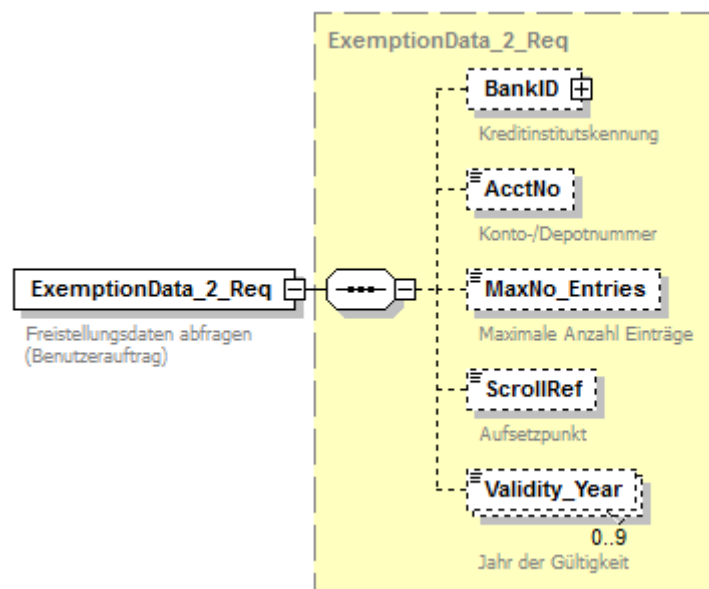 ExemptionData_2_Req
BankID
Kreditinstitutskennung
AcctNo
Konto-/Depotnummer
ExemptionData_2_Req
Freistellungsdaten abfragen
(Benutzerauftrag)
MaxNo_Entries
Maximale Anzahl Einträge
ScrollRef
Aufsetzpunkt
Validity_Year
0..9
Jahr der Gültigkeit